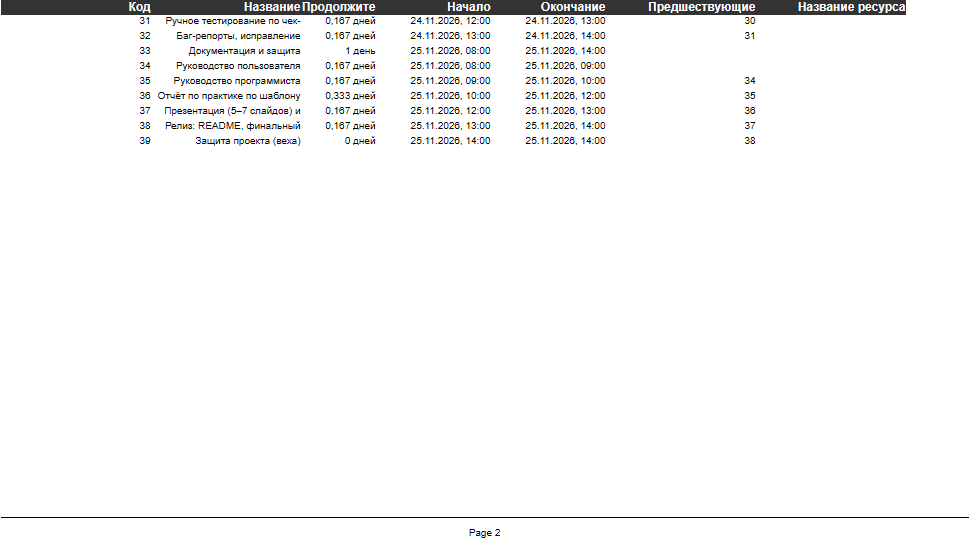 Код Название Продолжите Начало Окончание Предшествующие Название ресурса
31 Ручное тестирование по чек- 0,167 дней 24.11.2026, 12:00 24.11.2026, 13:00 30
32 Баг-репорты, исправление 0,167 дней 24.11.2026, 13:00 24.11.2026, 14:00 31
33 Документация и защита 1 день 25.11.2026, 08:00 25.11.2026, 14:00
34 Руководство пользователя 0,167 дней 25.11.2026, 08:00 25.11.2026, 09:00
35 Руководство программиста 0,167 дней 25.11.2026, 09:00 25.11.2026, 10:00 34
36 Отчёт по практике по шаблону 0,333 дней 25.11.2026, 10:00 25.11.2026, 12:00 35
37 Презентация (5–7 слайдов) и 0,167 дней 25.11.2026, 12:00 25.11.2026, 13:00 36
38 Релиз: README, финальный 0,167 дней 25.11.2026, 13:00 25.11.2026, 14:00 37
39 Защита проекта (веха) 0 дней 25.11.2026, 14:00 25.11.2026, 14:00 38
Page 2